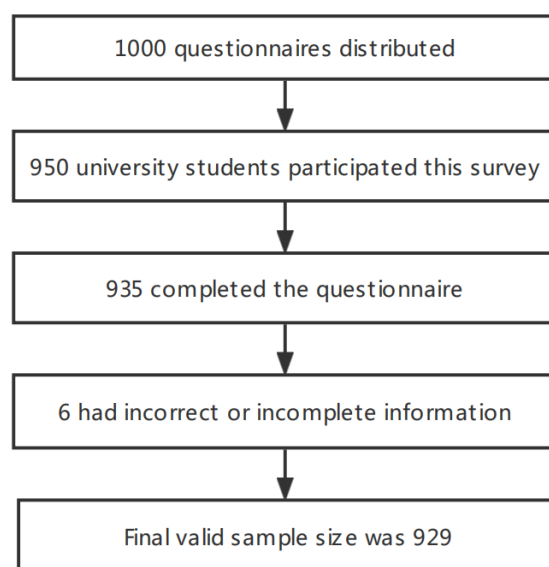 1000 questionnaires distributed
950 university students participated this survey
935 completed the questionnaire
6 had incorrect or incomplete information
Final valid sample size was 929